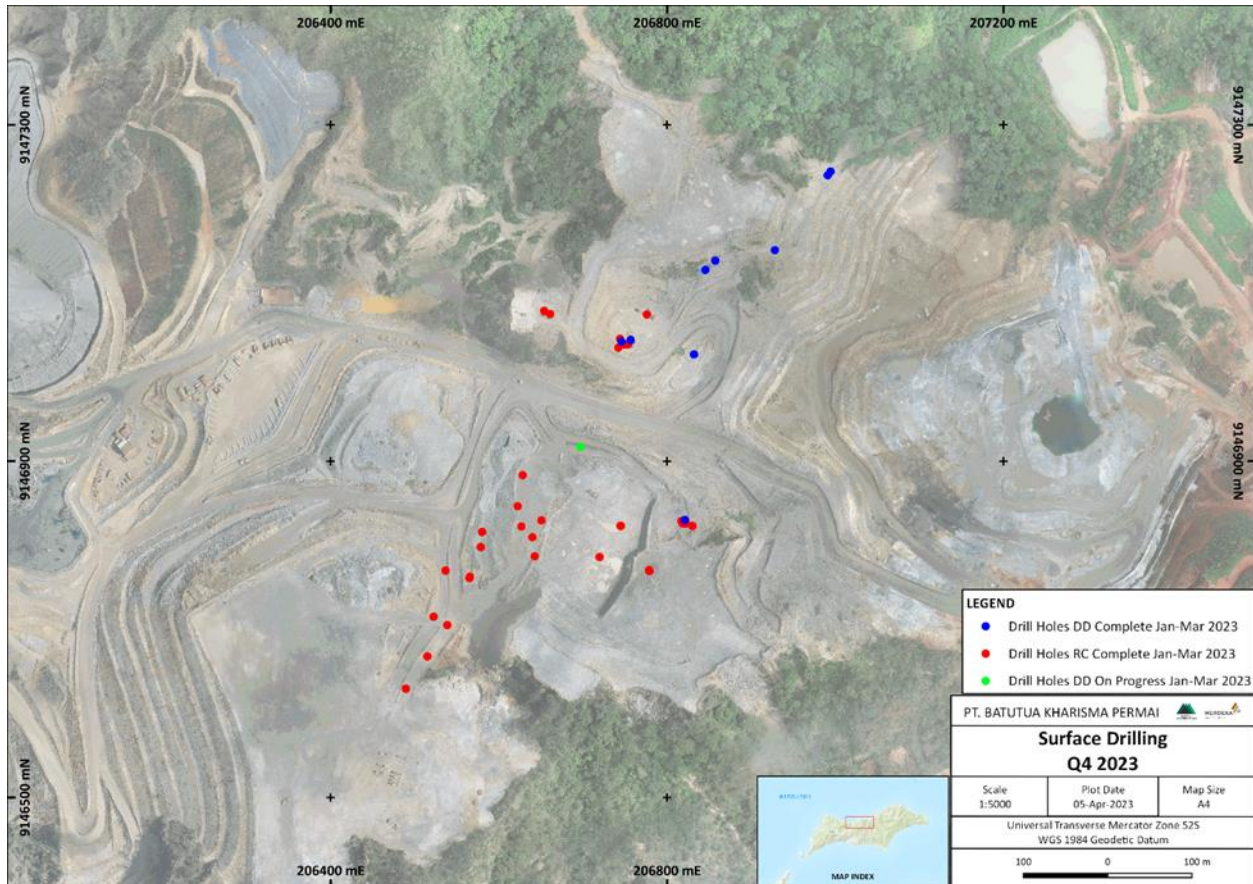 206400 mE
206800 mE
207200 mE
9147300 mN
9147300 mN
9146900 mN
9146900 mN
9146500 mN
LEGEND
Drill Holes DD Complete Jan-Mar 2023
Drill Holes RC Complete Jan-Mar 2023
Drill Holes DD On Progress Jan-Mar 2023
PT. BATUTUA KHARISMA PERMAI
MERDEKA
Surface Drilling
Q4 2023
Scale
1:5000
Plot Date
05-Apr-2023
Map Size
A4
Universal Transverse Mercator Zone 52S
WGS 1984 Geodetic Datum
100 0 100 m
MAP INDEX
206400 mE
206800 mE